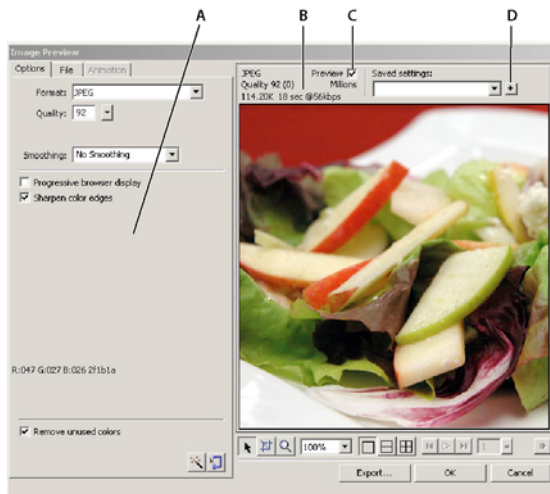 A B C D
Image Preview
Options File Animation
Format: JPEG
Quality: 92
Smoothing: No Smoothing
Progressive browser display
Sharpen color edges
R:047 G:027 B:026 2f1b1a
Remove unused colors
JPEG Preview Saved settings:
Quality 92 (0) Milions
114.20K 18 sec @56kbps
100% 1
Export... OK Cancel